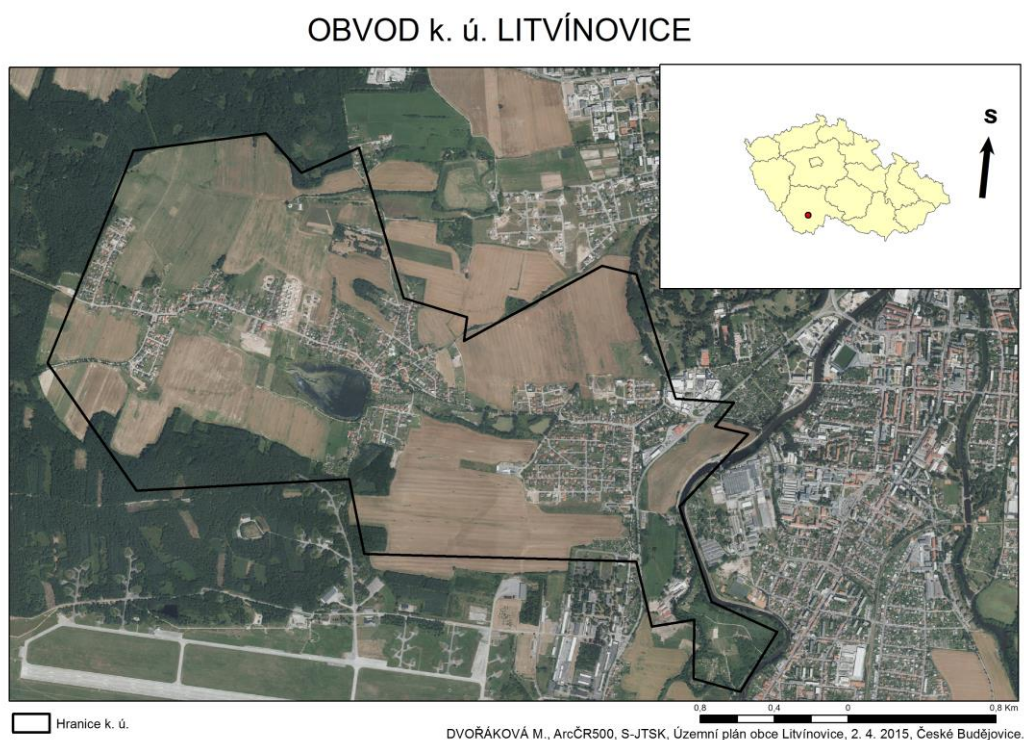 OBVOD k. ú. LITVÍNOVICE
S
Hranice k. ú.
0,8 0,4 0 0,8 Km
DVOŘÁKOVÁ M., ArcČR500, S-JTSK, Územní plán obce Litvínovice, 2. 4. 2015, České Budějovice.